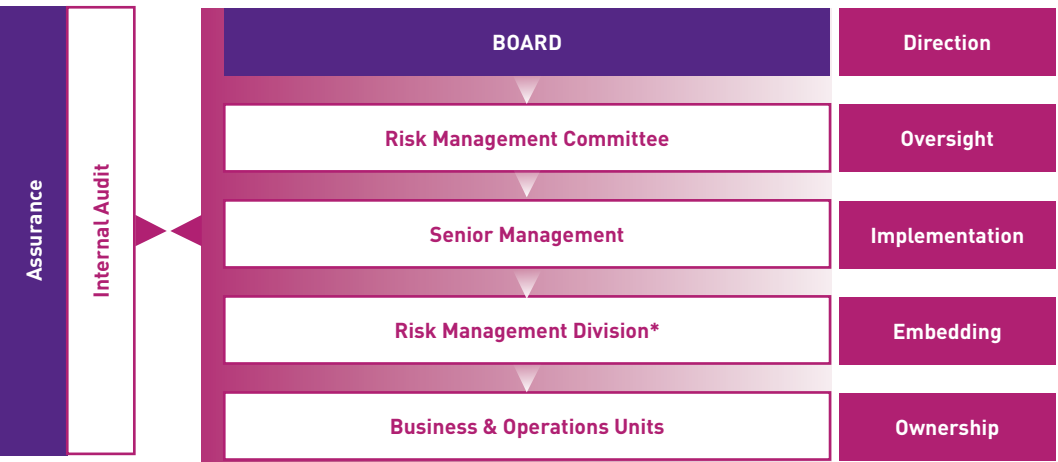 Assurance
Internal Audit
BOARD
Direction
Risk Management Committee
Oversight
Senior Management
Implementation
Risk Management Division*
Embedding
Business & Operations Units
Ownership